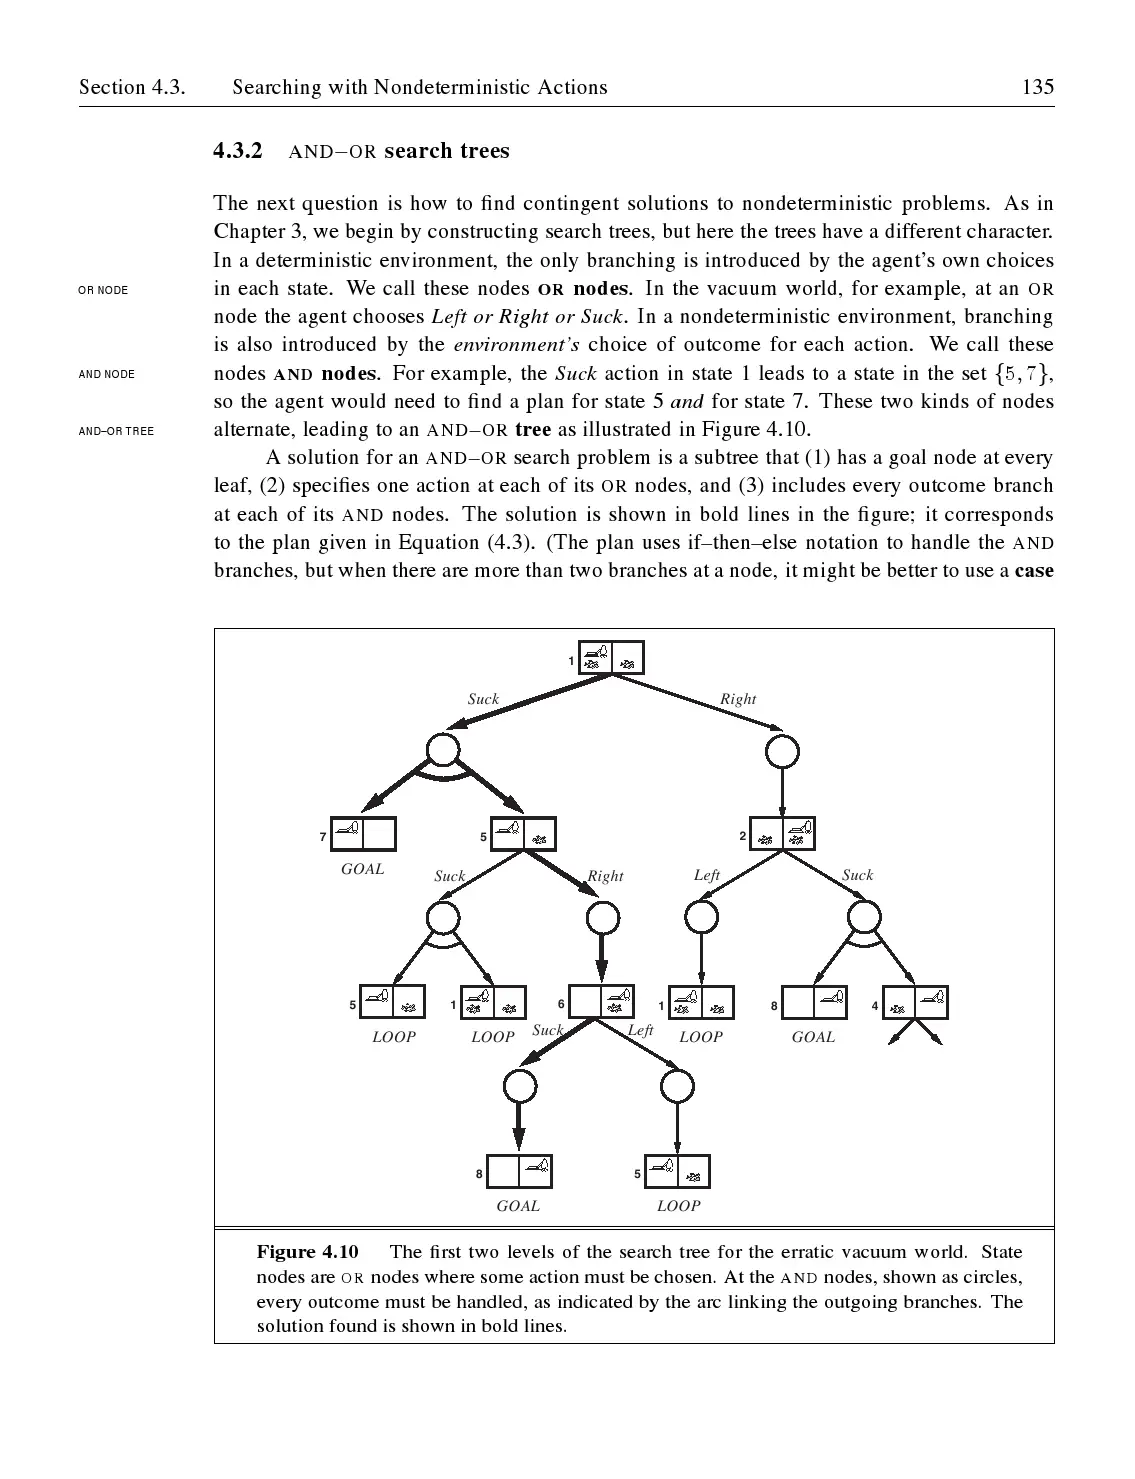 Section 4.3. Searching with Nondeterministic Actions 135
4.3.2 AND–OR search trees
The next question is how to find contingent solutions to nondeterministic problems. As in
Chapter 3, we begin by constructing search trees, but here the trees have a different character.
In a deterministic environment, the only branching is introduced by the agent's own choices
OR NODE
in each state. We call these nodes OR nodes. In the vacuum world, for example, at an OR
node the agent chooses Left or Right or Suck. In a nondeterministic environment, branching
is also introduced by the environment's choice of outcome for each action. We call these
AND NODE
nodes AND nodes. For example, the Suck action in state 1 leads to a state in the set {5, 7},
so the agent would need to find a plan for state 5 and for state 7. These two kinds of nodes
AND–OR TREE
alternate, leading to an AND–OR tree as illustrated in Figure 4.10.
A solution for an AND–OR search problem is a subtree that (1) has a goal node at every
leaf, (2) specifies one action at each of its OR nodes, and (3) includes every outcome branch
at each of its AND nodes. The solution is shown in bold lines in the figure; it corresponds
to the plan given in Equation (4.3). (The plan uses if–then–else notation to handle the AND
branches, but when there are more than two branches at a node, it might be better to use a case
1
Suck Right
7 5 2
GOAL
Suck Right Left Suck
5 1 6 1 8 4
LOOP LOOP Suck Left LOOP GOAL
8 5
GOAL LOOP
Figure 4.10 The first two levels of the search tree for the erratic vacuum world. State
nodes are OR nodes where some action must be chosen. At the AND nodes, shown as circles,
every outcome must be handled, as indicated by the arc linking the outgoing branches. The
solution found is shown in bold lines.